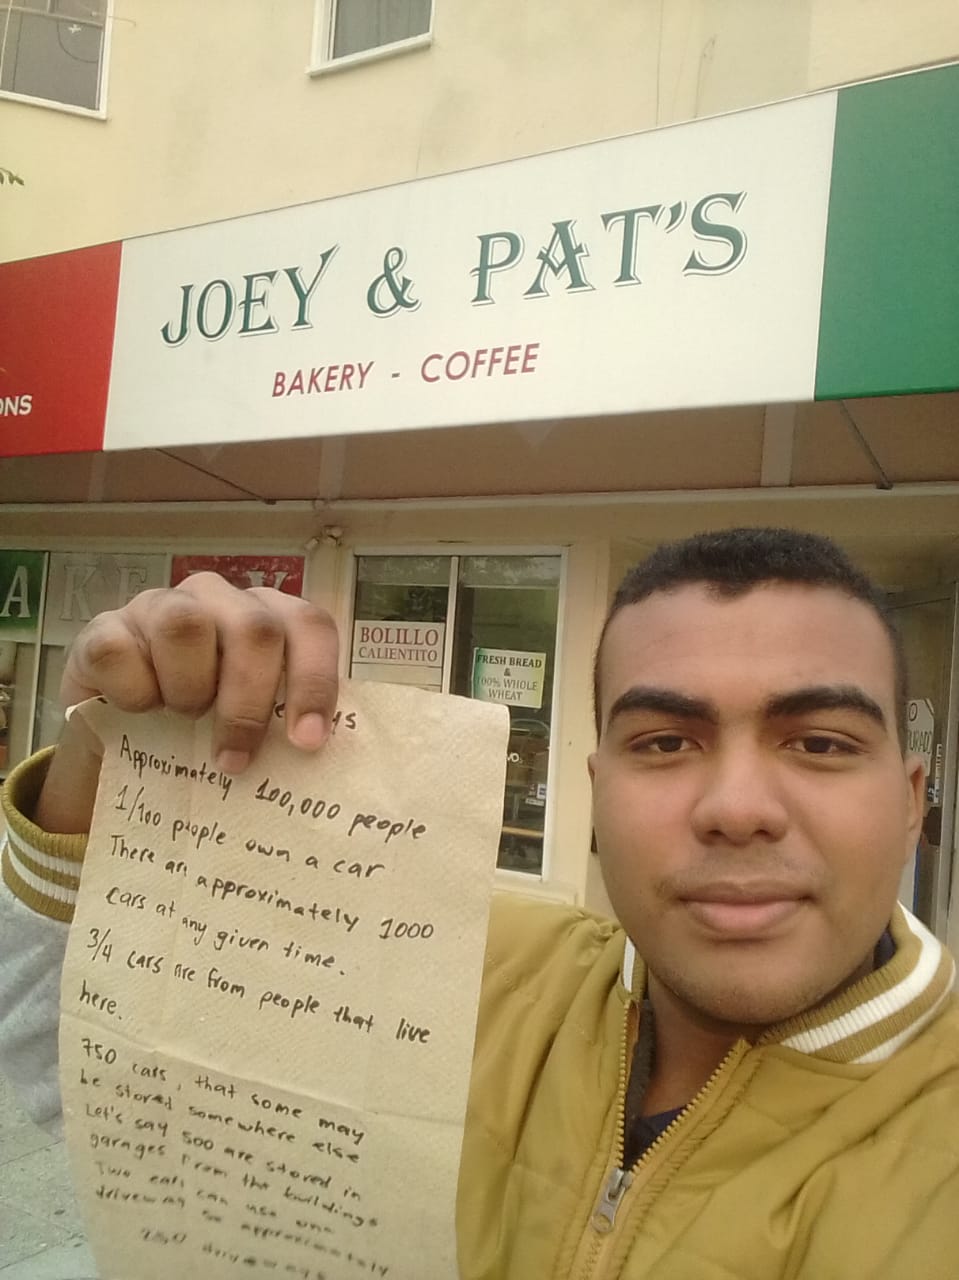 JOEY & PAT'S
BAKERY - COFFEE
ONS
AKE Y
BOLILLO
CALIENTITO
FRESH BREAD
&
100% WHOLE
WHEAT
Approximately 100,000 people
1/100 people own a car
There are approximately 1000
cars at any given time.
3/4 cars are from people that live
here.
750 cars, that some may
be stored somewhere else
Let's say 500 are stored in
garages from the buildings
Two cars can use one
driveway so approximately
250 driveways